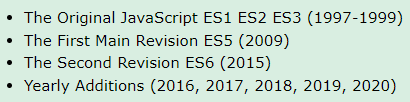 The Original JavaScript ES1 ES2 ES3 (1997-1999)
The First Main Revision ES5 (2009)
The Second Revision ES6 (2015)
Yearly Additions (2016, 2017, 2018, 2019, 2020)